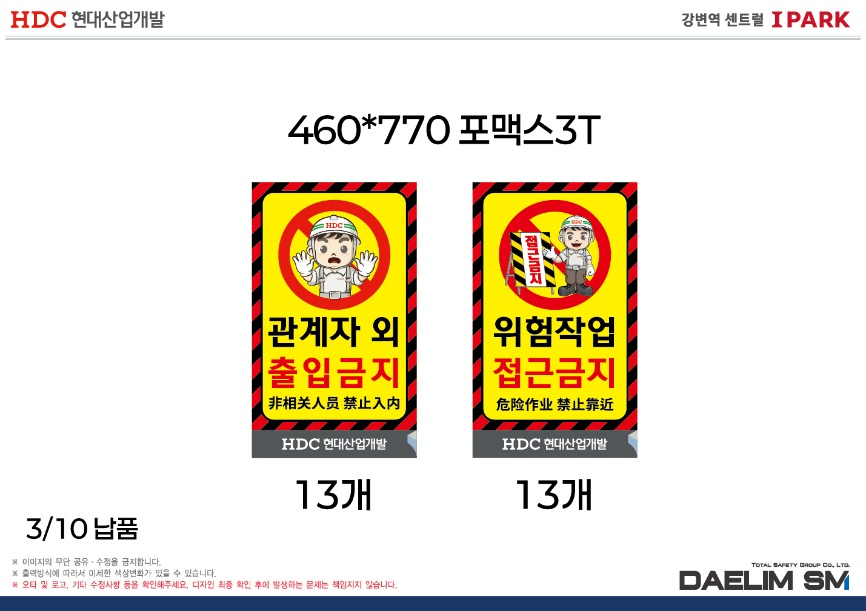 HDC 현대산업개발
강변역 센트럴 IPARK
460*770 포맥스3T
HDC
관계자 외
출입금지
非相关人员 禁止入内
HDC 현대산업개발
13개
HDC
접근금지
위험작업
접근금지
危险作业 禁止靠近
HDC 현대산업개발
13개
3/10 납품
※ 이미지의 무단 공유·수정을 금지합니다.
※ 출력방식에 따라서 미세한 색상변화가 있을 수 있습니다.
※ 오타 및 로고, 기타 수정사항 등을 확인해주세요. 디자인 최종 확인 후에 발생하는 문제는 책임지지 않습니다.
TOTAL SAFETY GROUP CO., LTD.
DAELIM SM